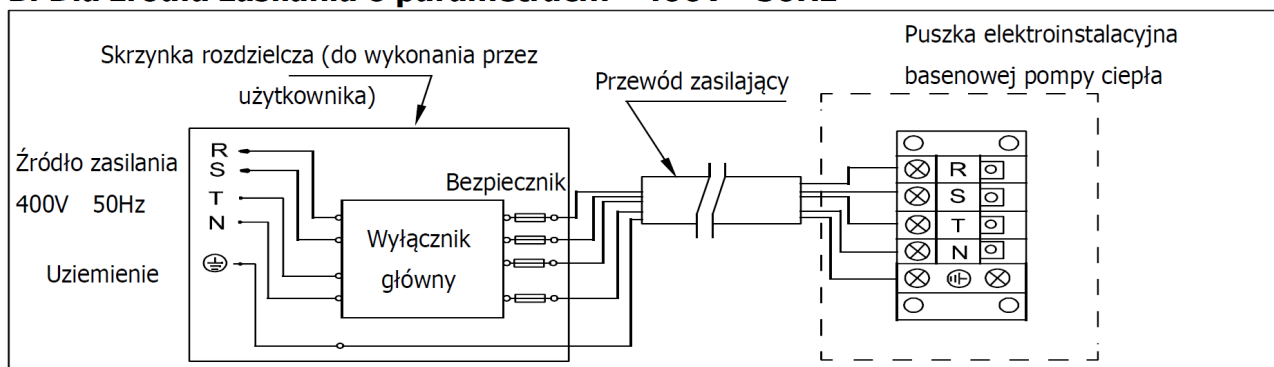 Skrzynka rozdzielcza (do wykonania przez
użytkownika)
Przewód zasilający
Puszka elektroinstalacyjna
basenowej pompy ciepła
Źródło zasilania
400V 50Hz
Uziemienie
R
S
T
N
Bezpiecznik
Wyłącznik
główny
R
S
T
N